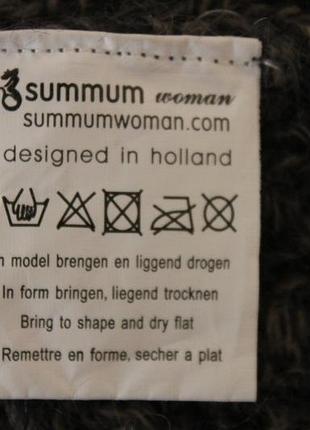 summum woman
summumwoman.com
designed in holland
model brengen en liggend drogen
In form bringen, liegend trocknen
Bring to shape and dry flat
Remettre en forme, secher a plat